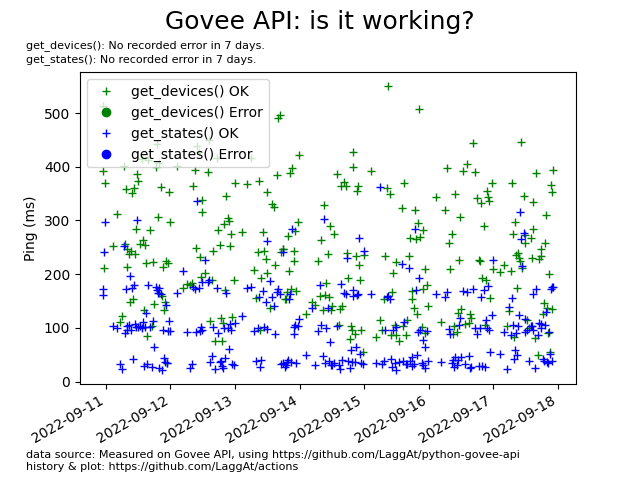 Govee API: is it working?
get_devices(): No recorded error in 7 days.
get_states(): No recorded error in 7 days.
get_devices() OK
get_devices() Error
get_states() OK
get_states() Error
Ping (ms)
500
400
300
200
100
0
2022-09-11
2022-09-12
2022-09-13
2022-09-14
2022-09-15
2022-09-16
2022-09-17
2022-09-18
data source: Measured on Govee API, using https://github.com/LaggAt/python-govee-api
history & plot: https://github.com/LaggAt/actions